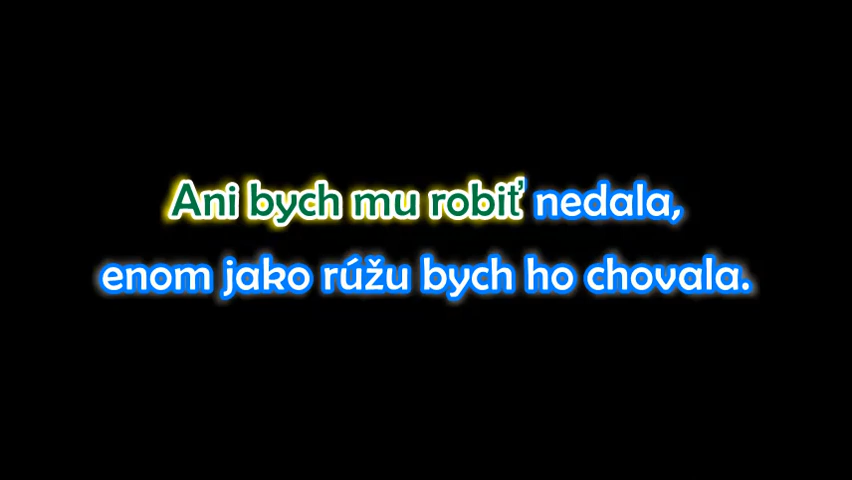 Ani bych mu robiť nedala,
enom jako rúžu bych ho chovala.